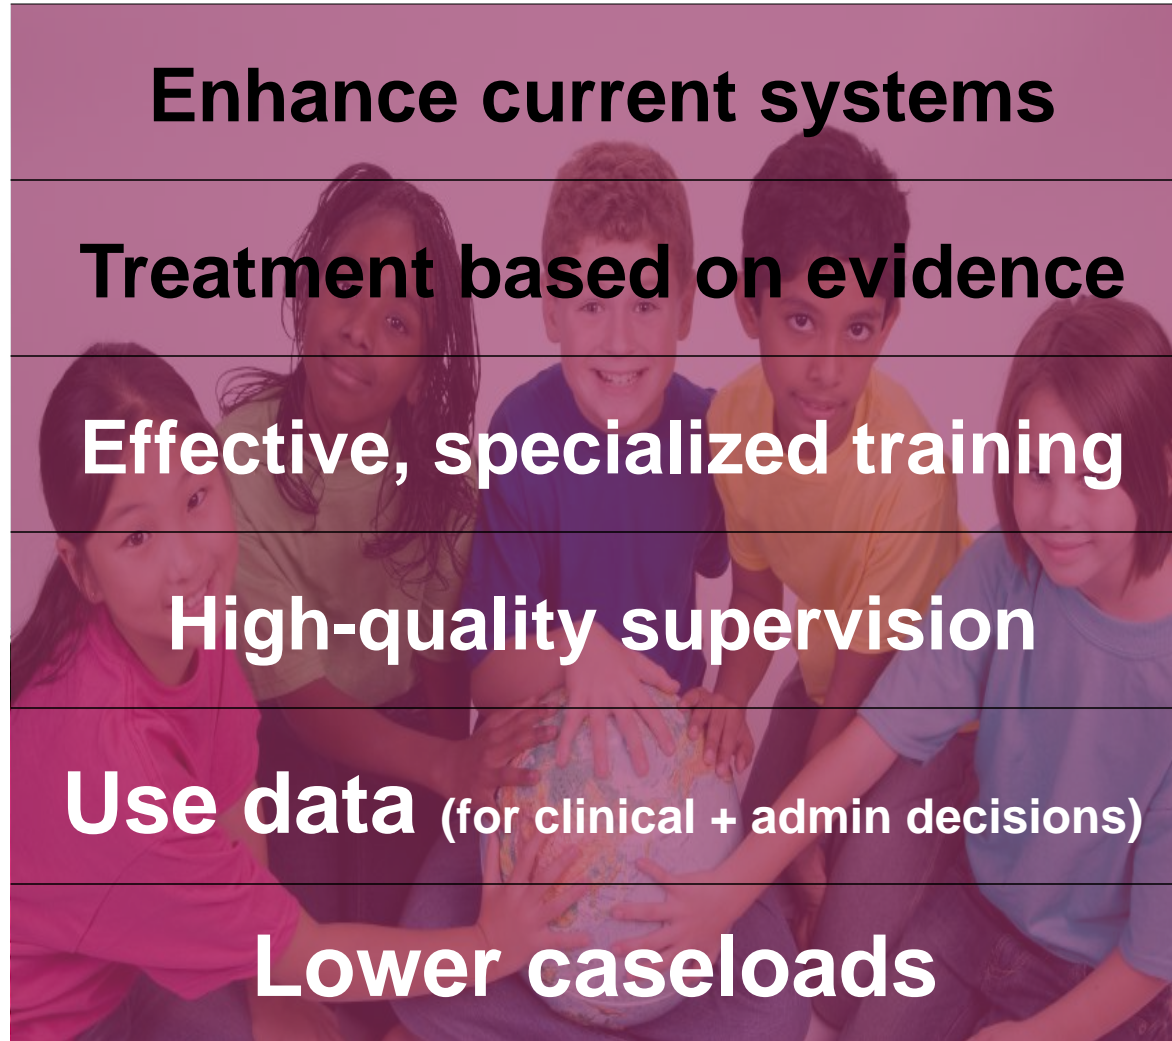 Enhance current systems
Treatment based on evidence
Effective, specialized training
High-quality supervision
Use data (for clinical + admin decisions)
Lower caseloads